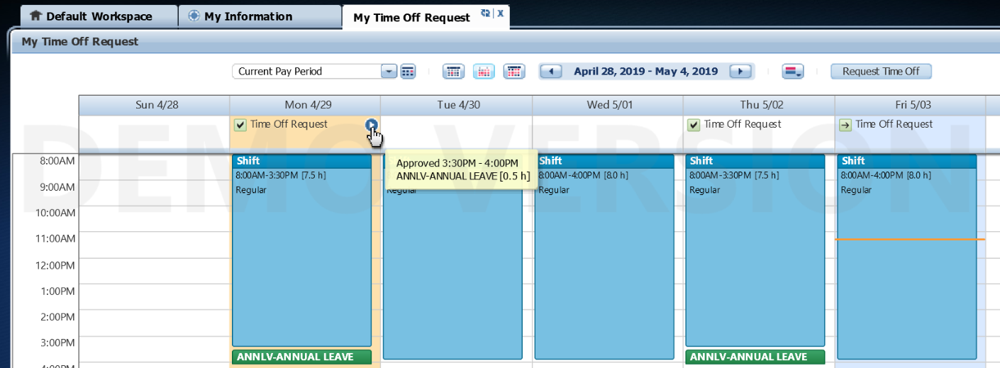 Default Workspace
My Information
My Time Off Request
X
My Time Off Request
Current Pay Period
April 28, 2019 - May 4, 2019
Request Time Off
Sun 4/28
Mon 4/29
Tue 4/30
Wed 5/01
Thu 5/02
Fri 5/03
Time Off Request
Time Off Request
Time Off Request
DEMO VERSION
8:00AM
9:00AM
10:00AM
11:00AM
12:00PM
1:00PM
2:00PM
3:00PM
4:00PM
Shift
8:00AM-3:30PM [7.5 h]
Regular
ANNLV-ANNUAL LEAVE
Approved 3:30PM - 4:00PM
ANNLV-ANNUAL LEAVE [0.5 h]
Regular
Shift
8:00AM-4:00PM [8.0 h]
Regular
Shift
8:00AM-3:30PM [7.5 h]
Regular
ANNLV-ANNUAL LEAVE
Shift
8:00AM-4:00PM [8.0 h]
Regular